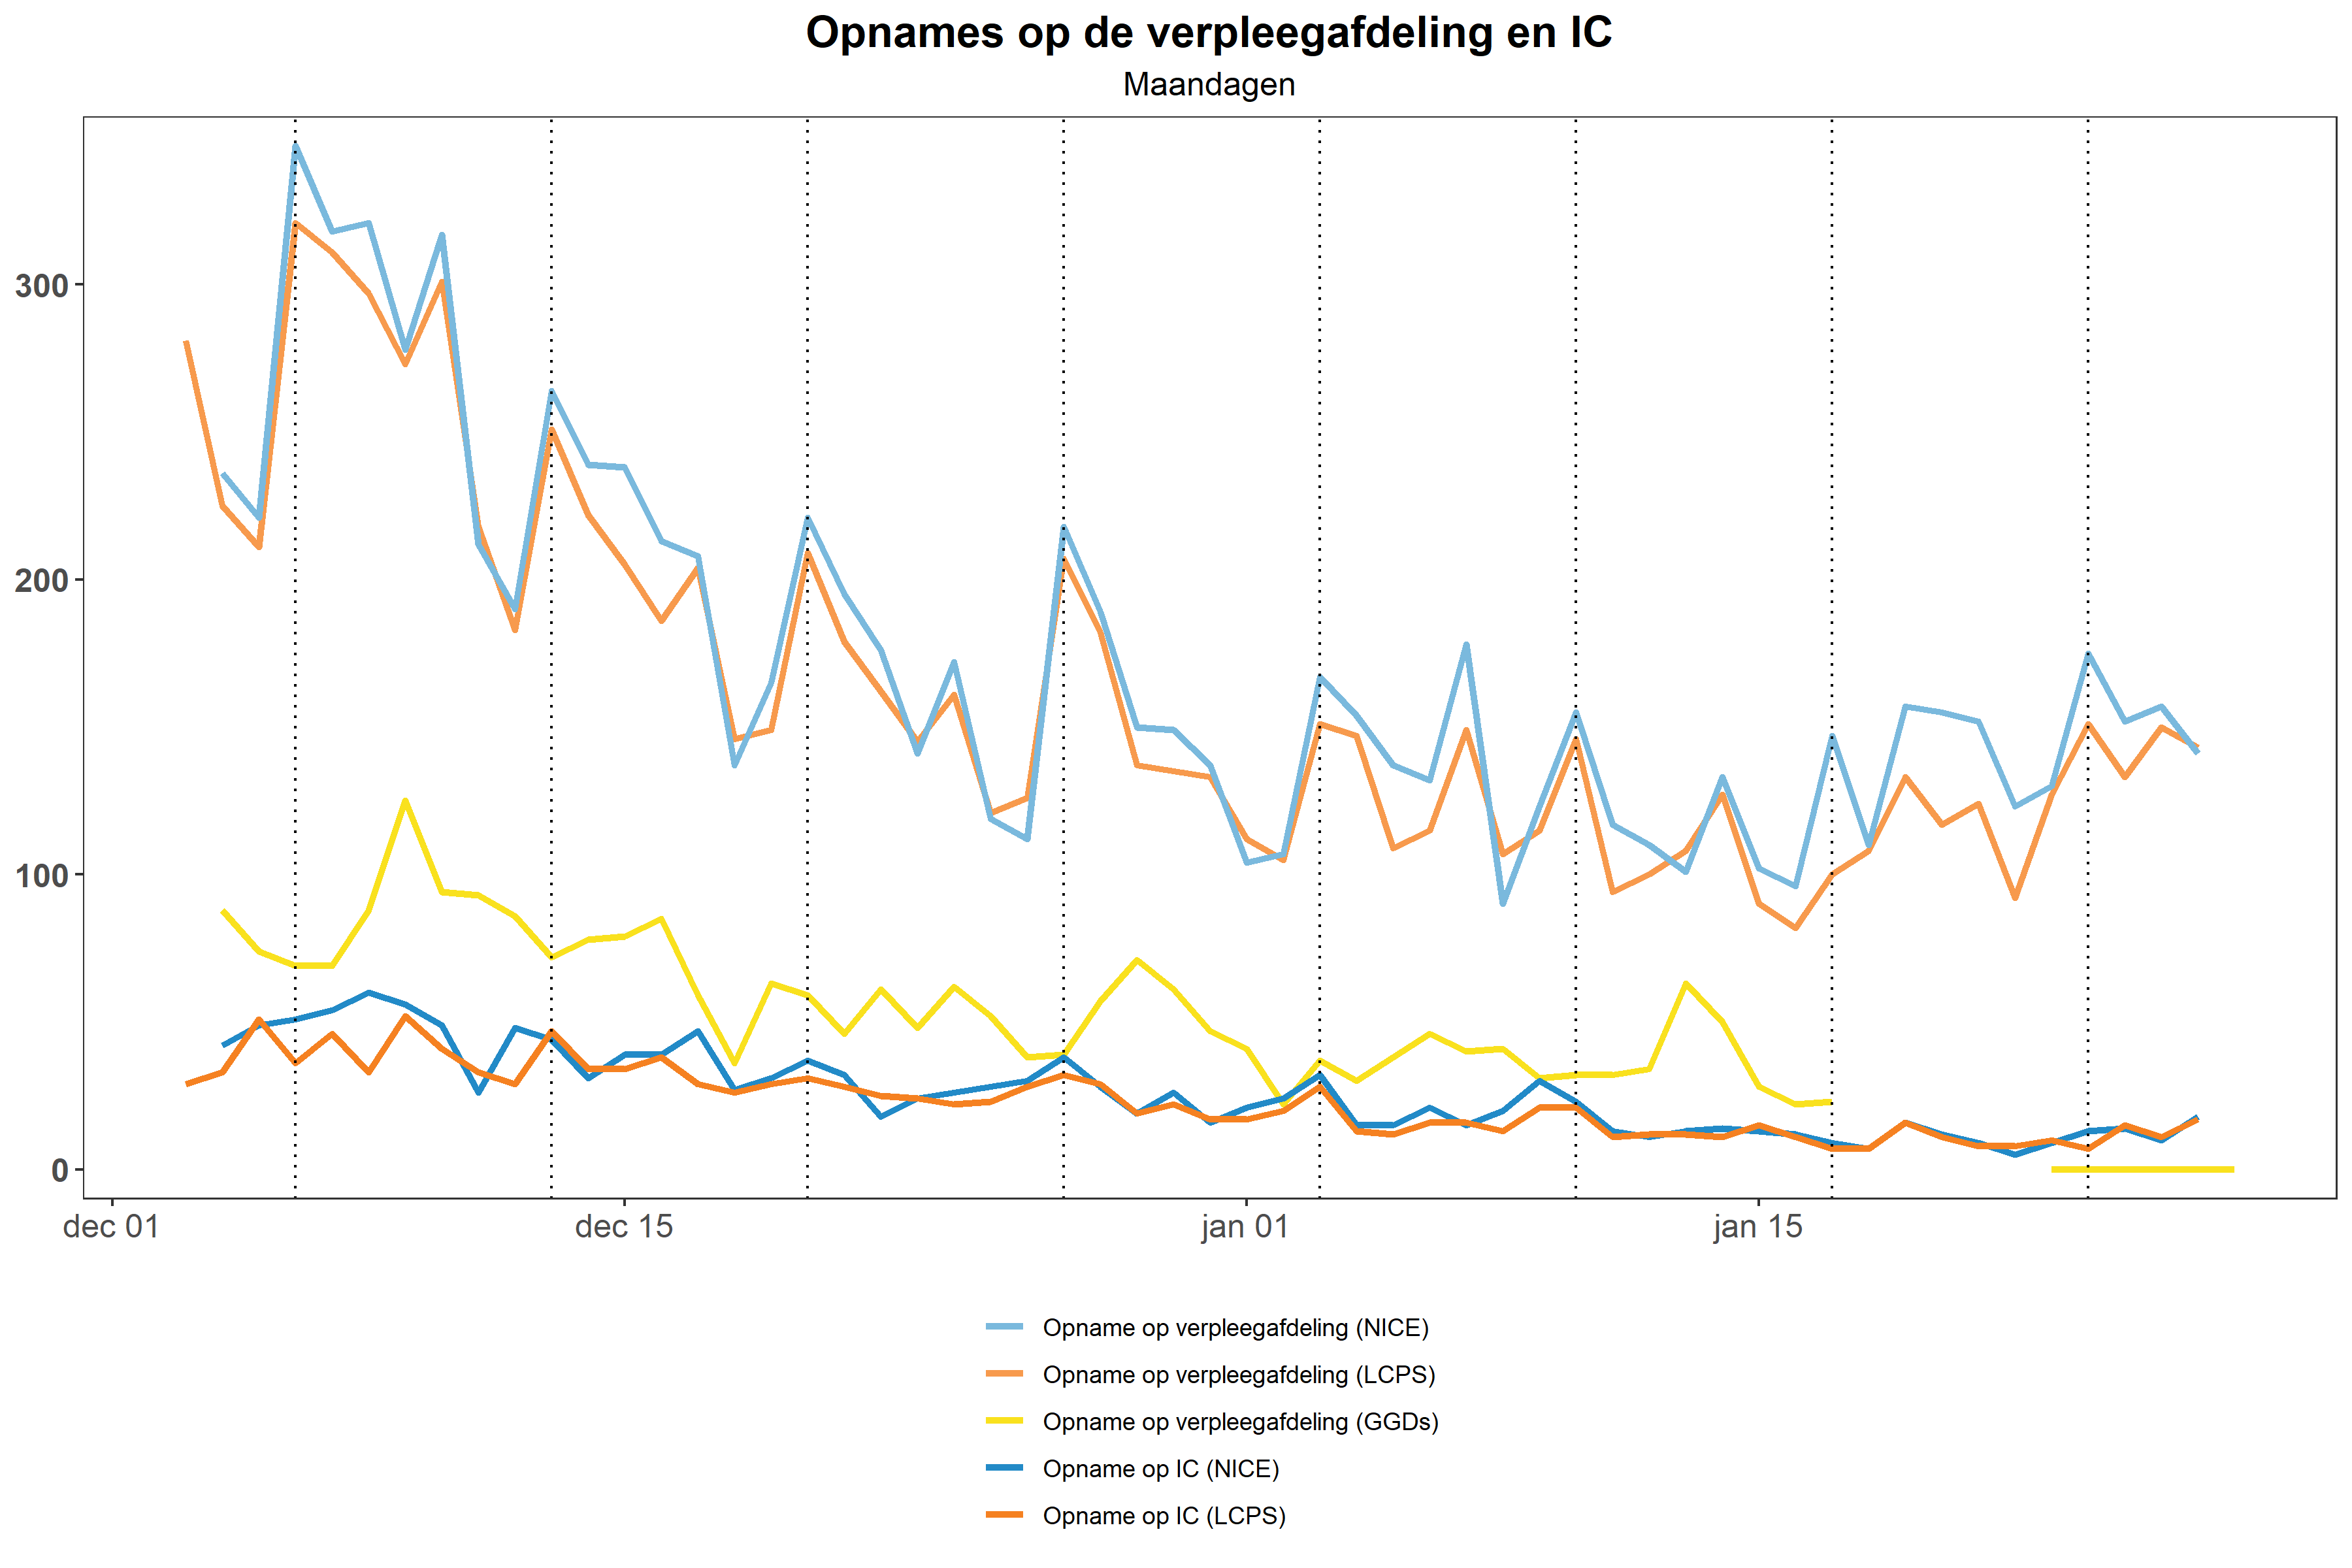 Opnames op de verpleegafdeling en IC
Maandagen
300
200
100
0
dec 01 dec 15 jan 01 jan 15
Opname op verpleegafdeling (NICE)
Opname op verpleegafdeling (LCPS)
Opname op verpleegafdeling (GGDs)
Opname op IC (NICE)
Opname op IC (LCPS)